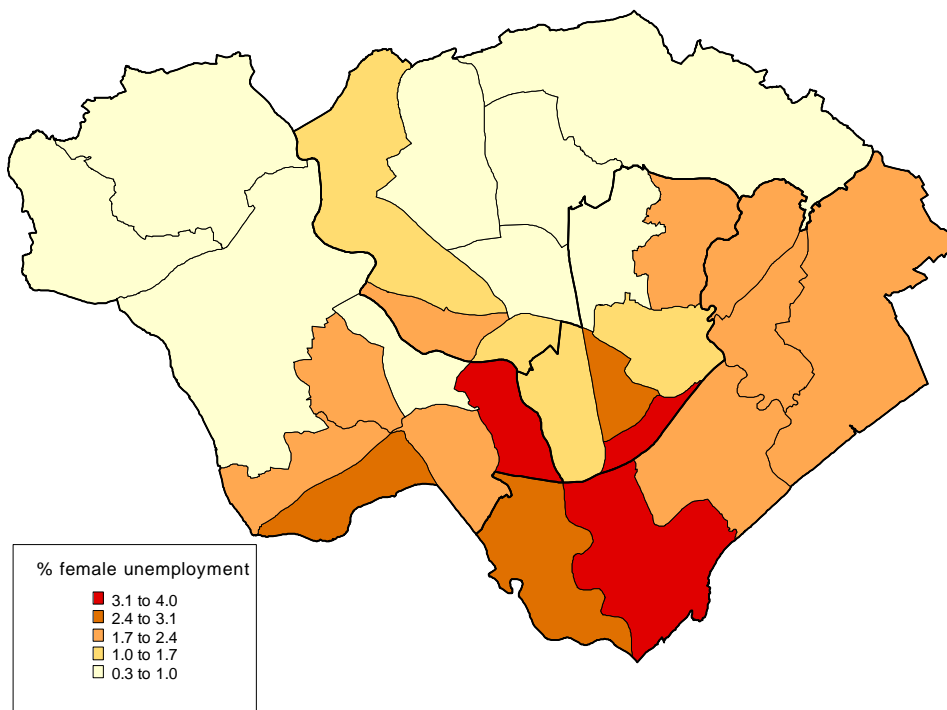 % female unemployment
3.1 to 4.0
2.4 to 3.1
1.7 to 2.4
1.0 to 1.7
0.3 to 1.0